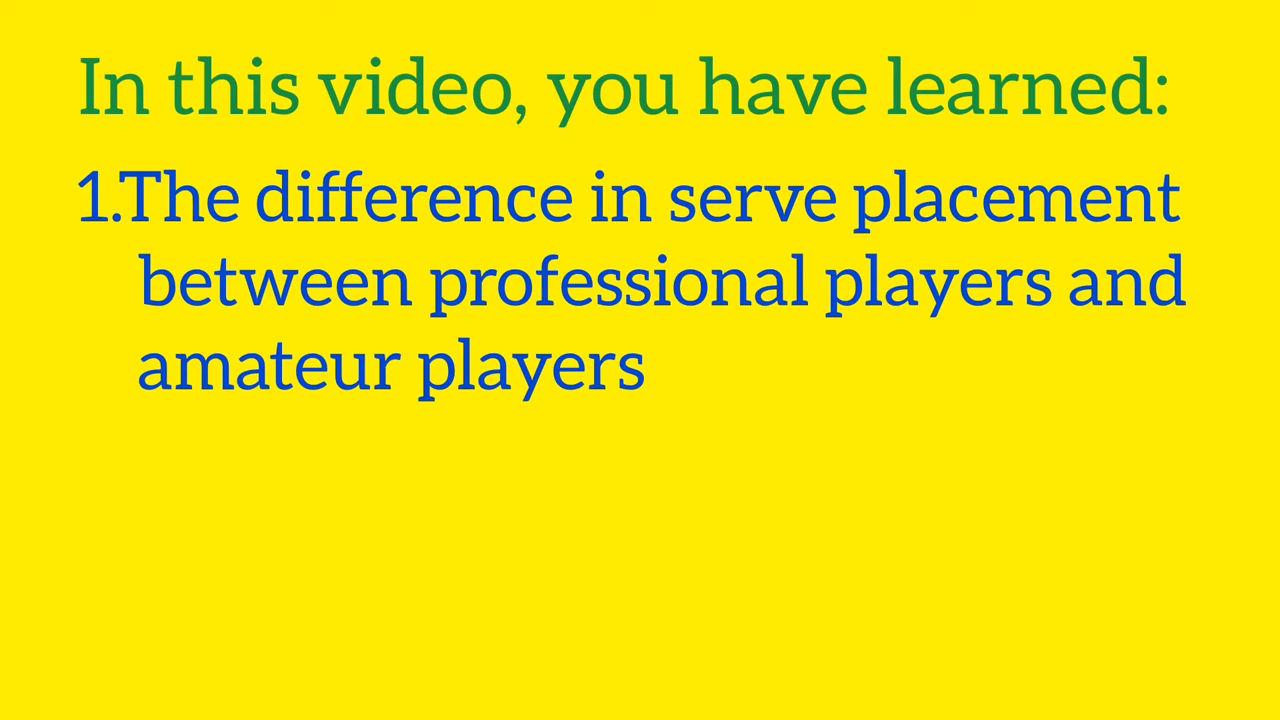 In this video, you have learned:
1.The difference in serve placement
between professional players and
amateur players